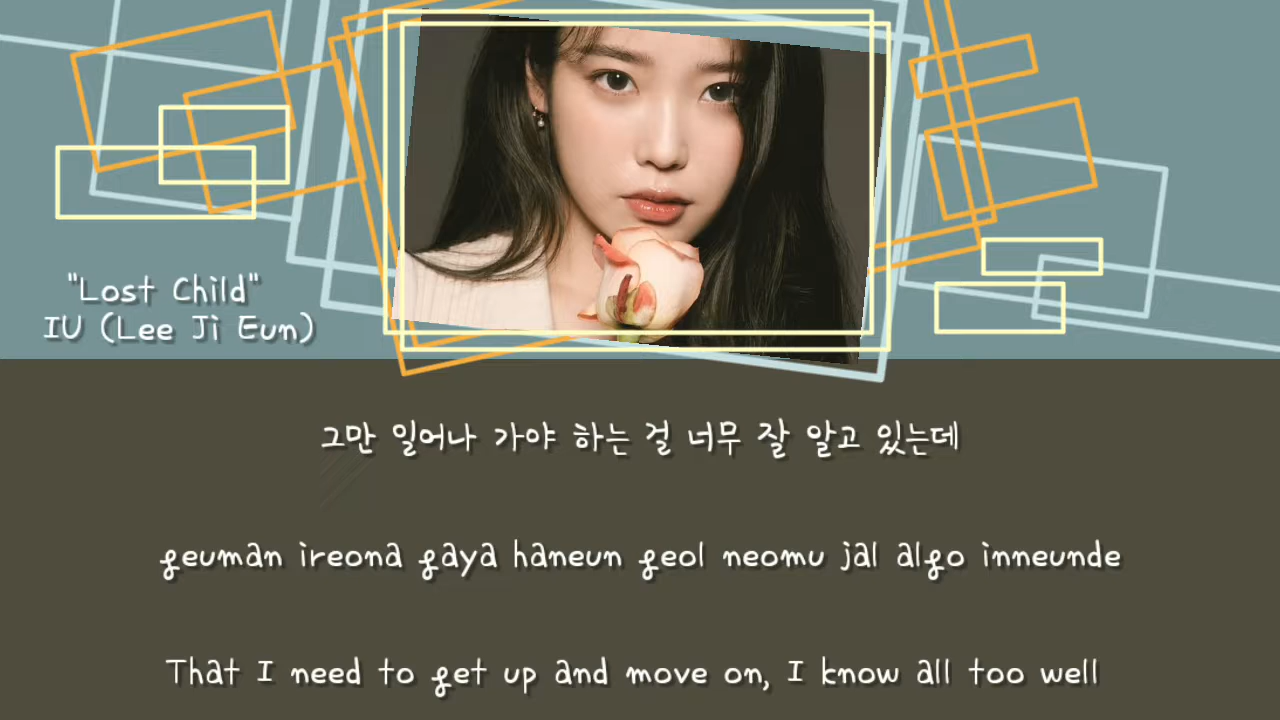 "Lost Child"
IU (Lee Ji Eun)
그만 일어나 가야 하는 걸 너무 잘 알고 있는데
geuman ireona gaya haneun geol neomu jal algo inneunde
That I need to get up and move on, I know all too well